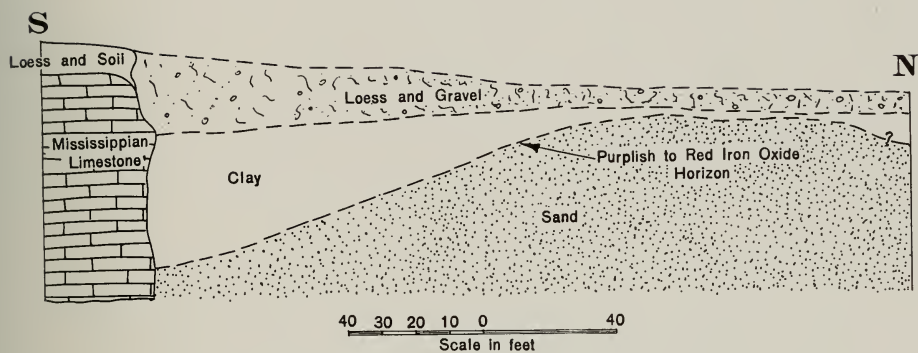 S
N
Loess and Soil
Loess and Gravel
Mississippian
Limestone
Clay
?
Purplish to Red Iron Oxide
Horizon
Sand
40 30 20 10 0 40
Scale in feet